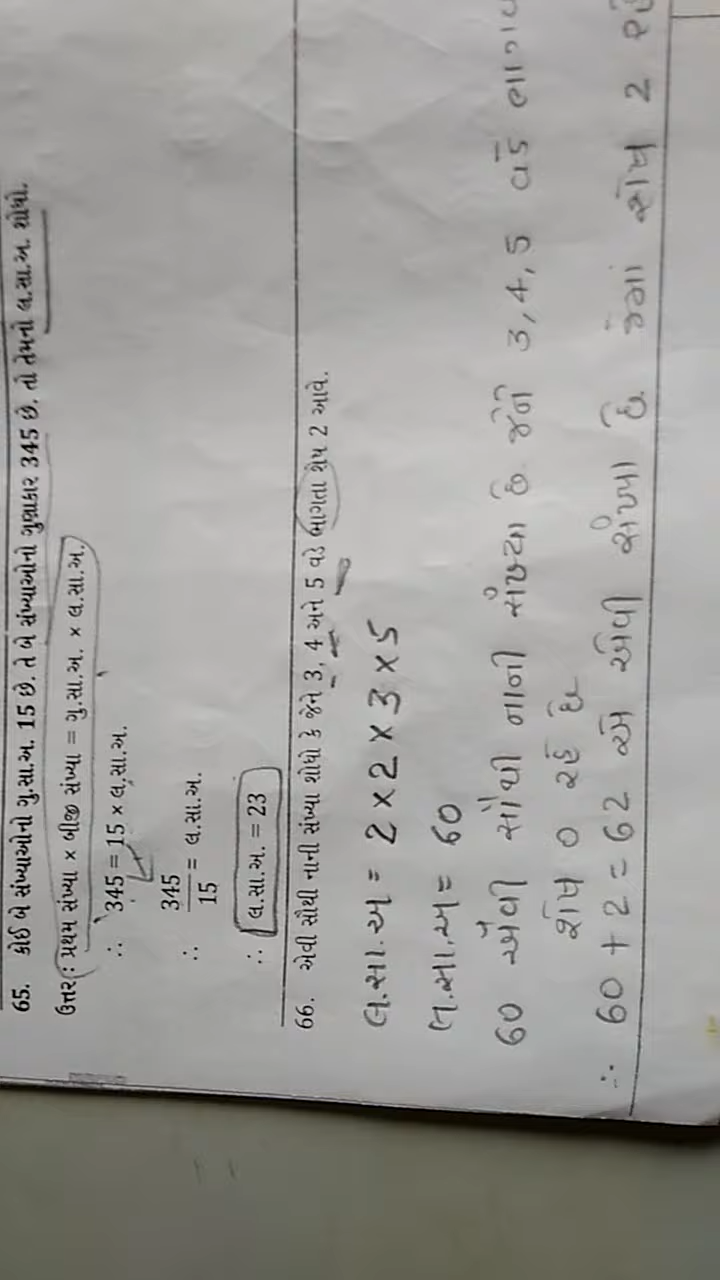 65. કોઈ બે સંખ્યાઓનો ગુ.સા.અ. 15 છે. તે બે સંખ્યાઓનો ગુણાકાર 345 છે. તો તેમનો લ.સા.અ. શોધો.
ઉત્તર : પ્રથમ સંખ્યા × બીજી સંખ્યા = ગુ.સા.અ. × લ.સા.અ.
∴ 345 = 15 × લ.સા.અ.
∴ 345/15 = લ.સા.અ.
∴ લ.સા.અ. = 23
66. એવી સૌથી નાની સંખ્યા શોધો કે જેને 3, 4 અને 5 વડે ભાગતા શેષ 2 આવે.
લ.સા.અ = 2 × 2 × 3 × 5
લ.સા.અ = 60
60 એવી સૌથી નાની સંખ્યા છે જેને 3, 4, 5 વડે
શેષ 0 રહે છે
∴ 60 + 2 = 62 એ એવી સંખ્યા છે જેમાં શેષ 2